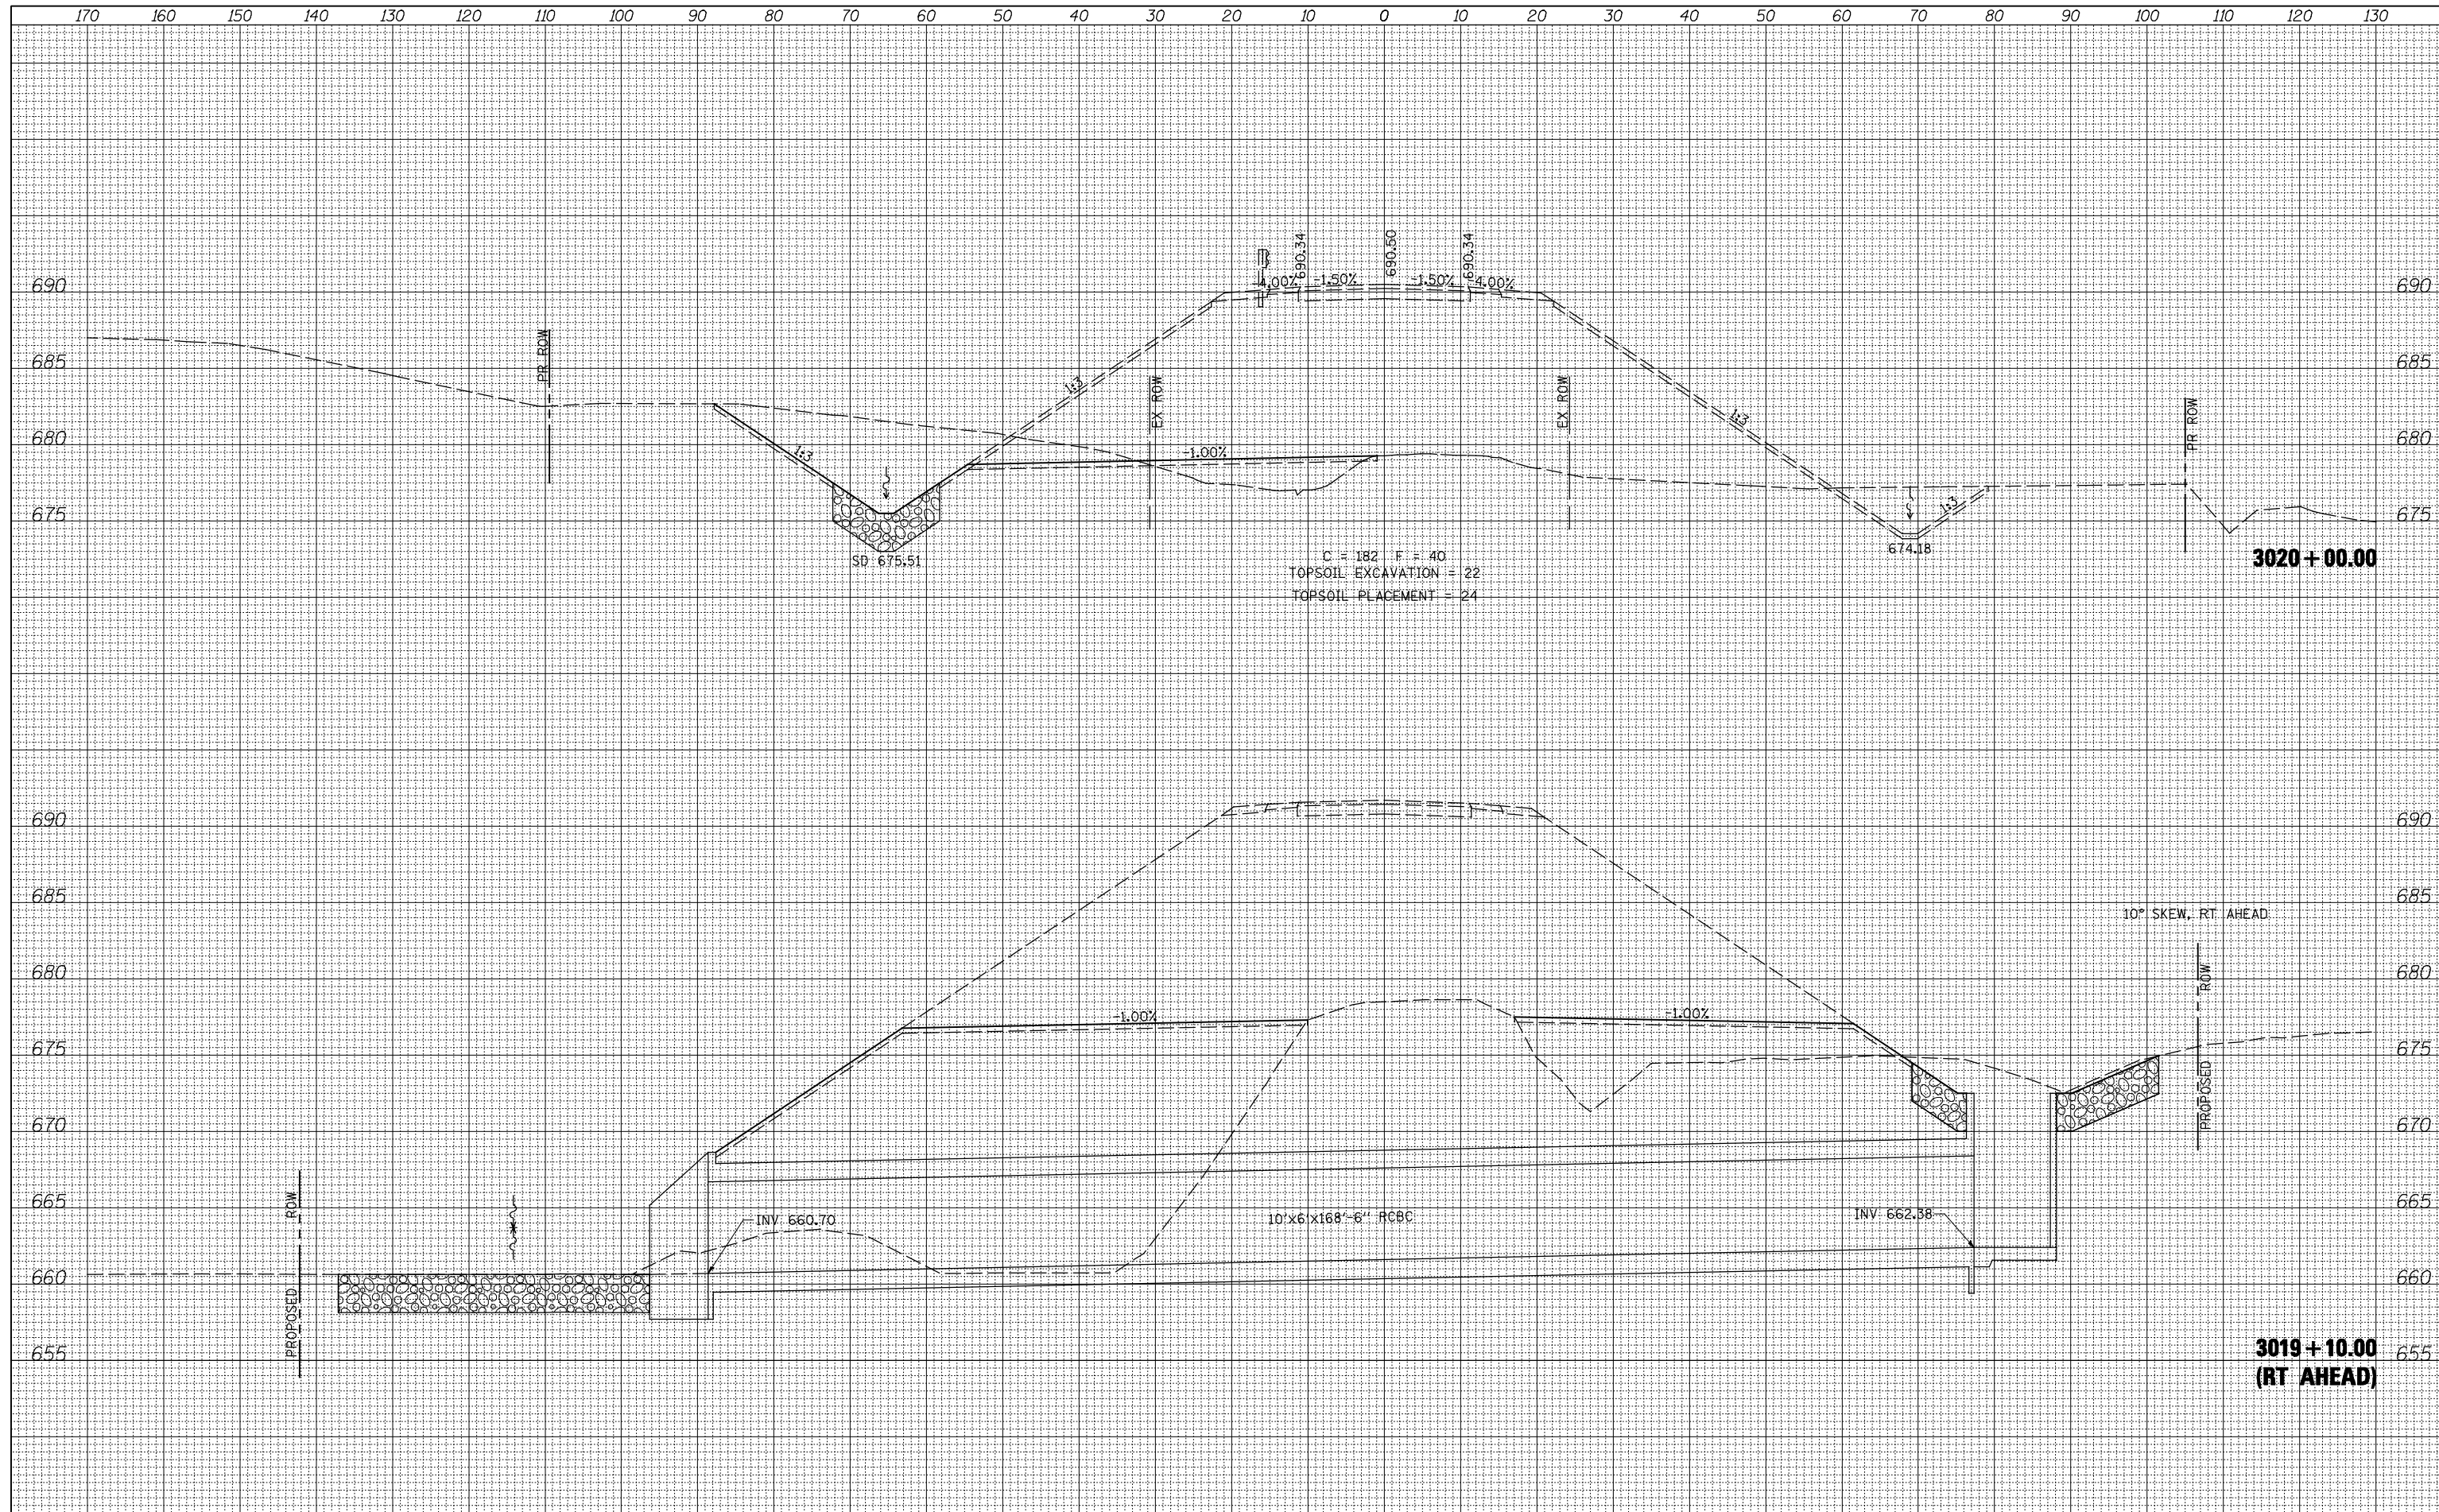 170 160 150 140 130 120 110 100 90 80 70 60 50 40 30 20 10 0 10 20 30 40 50 60 70 80 90 100 110 120 130
690.34
690.50
690.34
4.00% -1.50% -1.50% -4.00%
690 690
PR ROW
685 685
1:3
EX ROW
EX ROW
1:3
PR ROW
680 680
1:3
-1.00%
1:3
675 675
SD 675.51
674.18
C = 182 F = 40
TOPSOIL EXCAVATION = 22
TOPSOIL PLACEMENT = 24
3020+00.00
690 690
685 685
10° SKEW, RT AHEAD
680 680
PROPOSED ROW
-1.00% -1.00%
675 675
670 670
665 665
PROPOSED ROW
INV 660.70
10'x6'x168'-6" RCBC
INV 662.38
660 660
655 655
3019+10.00
(RT AHEAD)